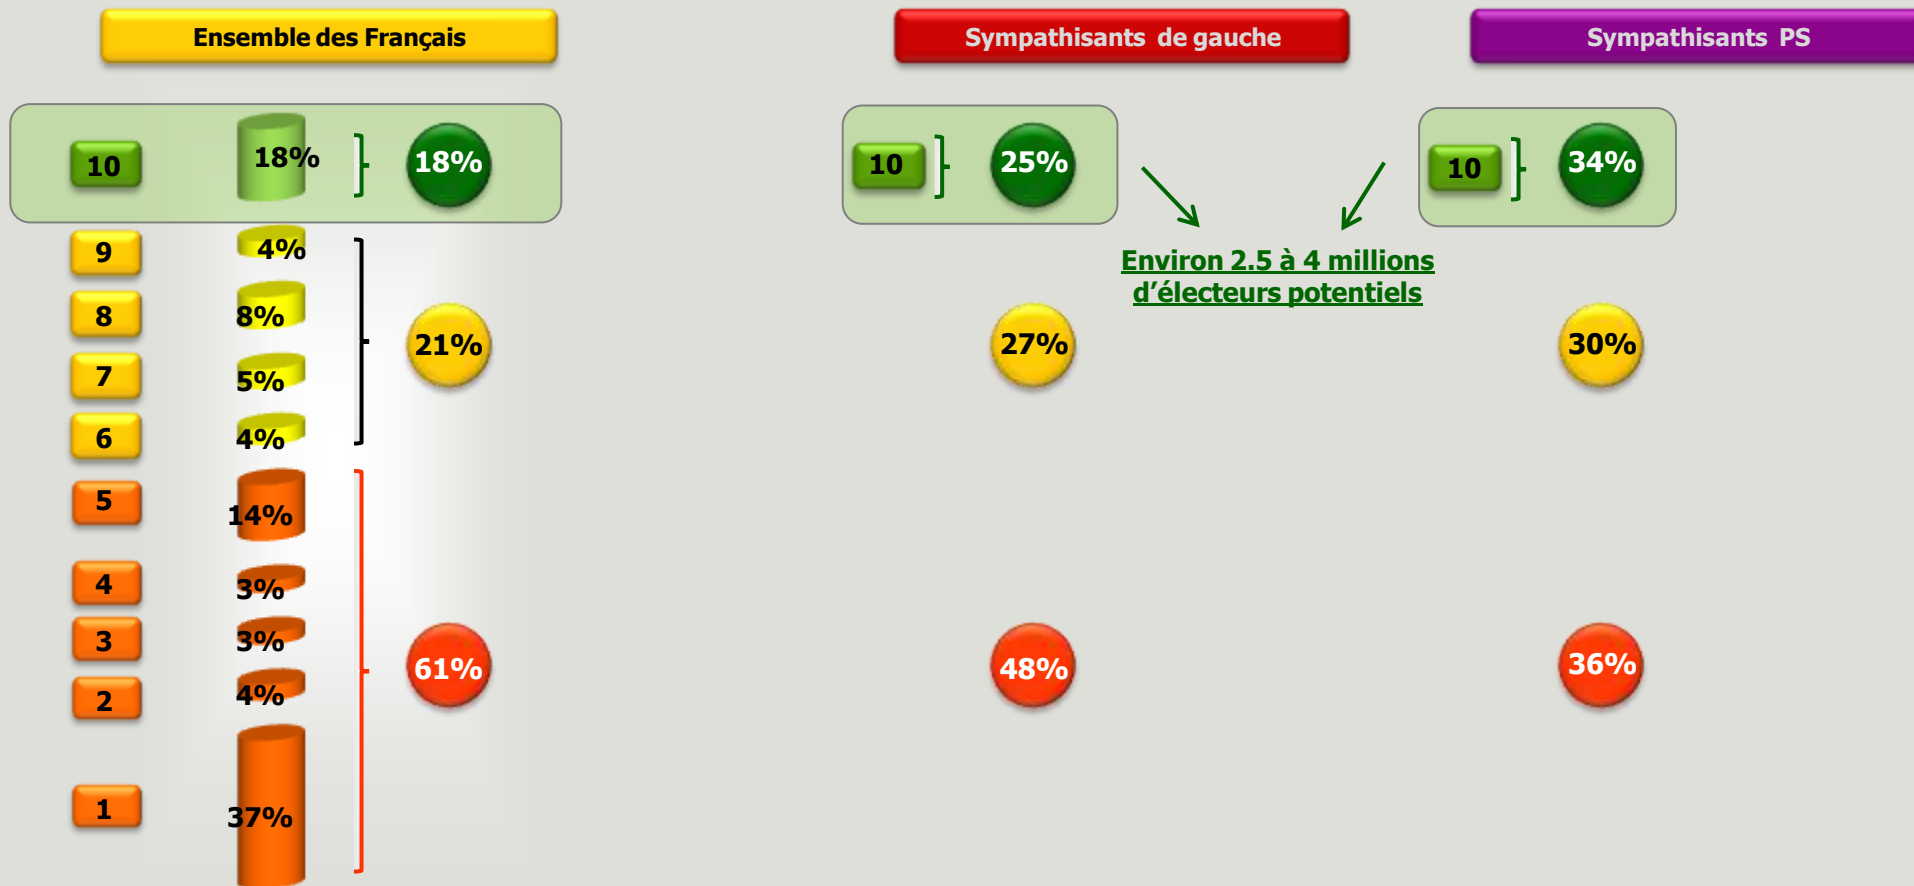 Ensemble des Français
Sympathisants de gauche
Sympathisants PS
10 18% 18%
10 25%
10 34%
Environ 2.5 à 4 millions
d’électeurs potentiels
9 4%
8 8%
21% 27% 30%
7 5%
6 4%
5 14%
4 3%
3 3%
61% 48% 36%
2 4%
1 37%